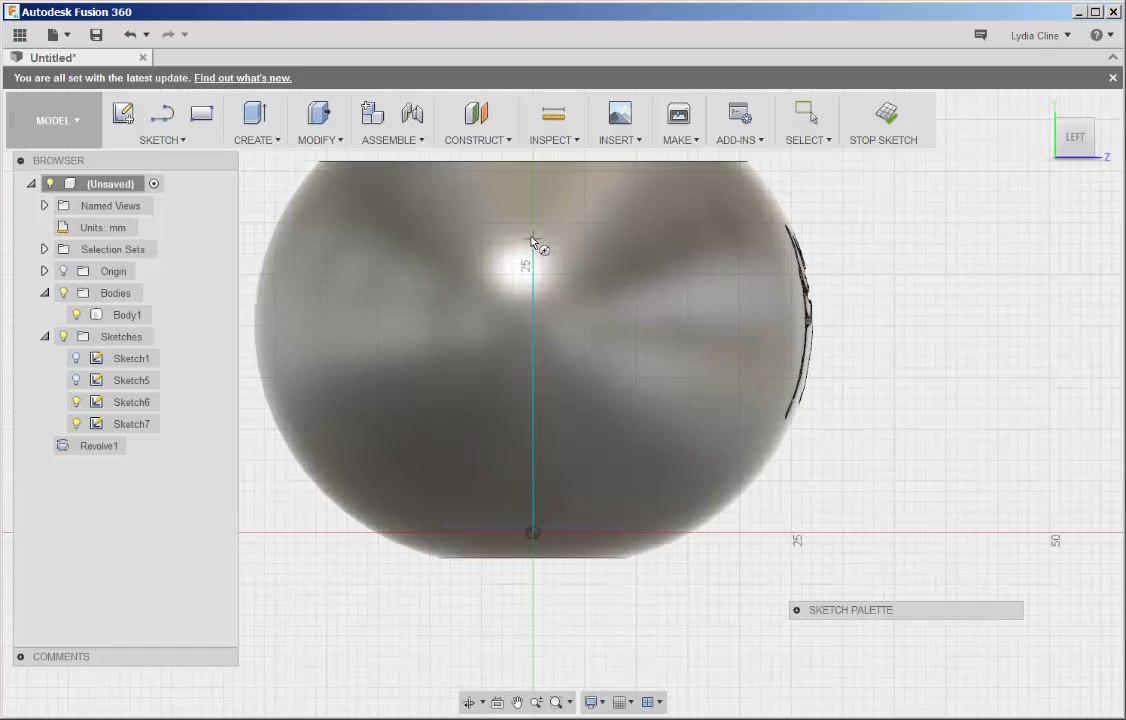 Autodesk Fusion 360
Lydia Cline
Untitled*
You are all set with the latest update. Find out what's new.
MODEL
SKETCH
CREATE
MODIFY
ASSEMBLE
CONSTRUCT
INSPECT
INSERT
MAKE
ADD-INS
SELECT
STOP SKETCH
LEFT
Y
Z
BROWSER
(Unsaved)
Named Views
Units: mm
Selection Sets
Origin
Bodies
Body1
Sketches
Sketch1
Sketch5
Sketch6
Sketch7
Revolve1
25
25
50
SKETCH PALETTE
COMMENTS